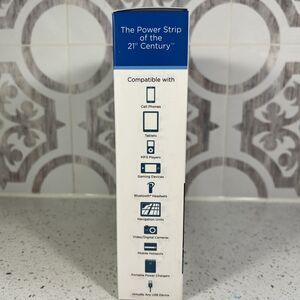 The Power Strip
of the
21st Century™
Compatible with
Cell Phones
Tablets
MP3 Players
Gaming Devices
Bluetooth® Headsets
Navigation Units
Video/Digital Cameras
Mobile Hotspots
Portable Power Chargers
Virtually Any USB Device